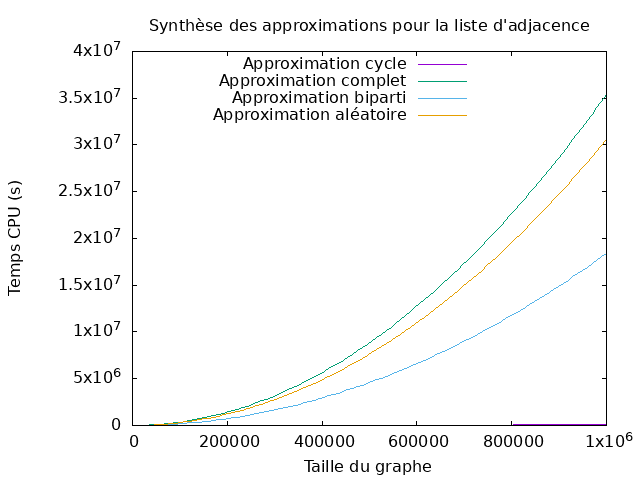 Synthèse des approximations pour la liste d'adjacence
4x10^7
3.5x10^7
3x10^7
2.5x10^7
2x10^7
1.5x10^7
1x10^7
5x10^6
0
Temps CPU (s)
Approximation cycle
Approximation complet
Approximation biparti
Approximation aléatoire
0 200000 400000 600000 800000 1x10^6
Taille du graphe